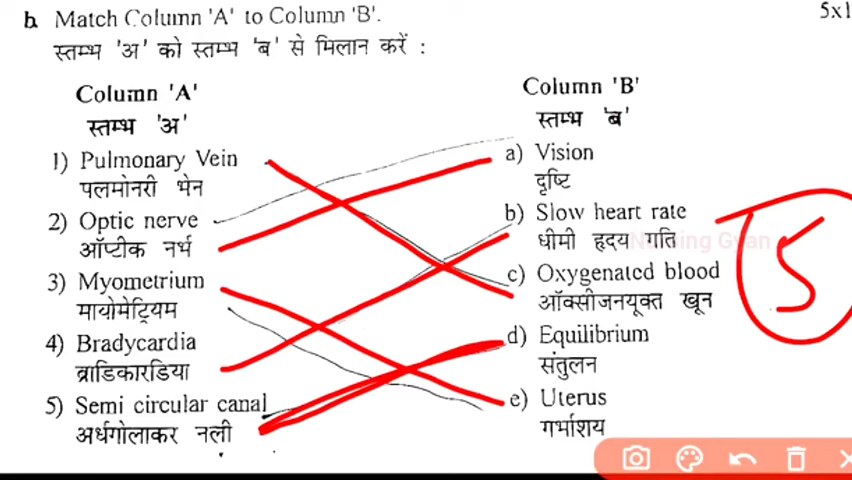 b. Match Column 'A' to Column 'B'. 5x1
स्तम्भ 'अ' को स्तम्भ 'ब' से मिलान करें :
Column 'A'
स्तम्भ 'अ'
1) Pulmonary Vein
पलमोनरी भेन
2) Optic nerve
ऑप्टीक नर्भ
3) Myometrium
मायोमेट्रियम
4) Bradycardia
ब्राडिकारडिया
5) Semi circular canal
अर्धगोलाकर नली
Column 'B'
स्तम्भ 'ब'
a) Vision
दृष्टि
b) Slow heart rate
धीमी हृदय गति
c) Oxygenated blood
ऑक्सीजनयूक्त खून
d) Equilibrium
संतुलन
e) Uterus
गर्भाशय
Nursing Gyan
5